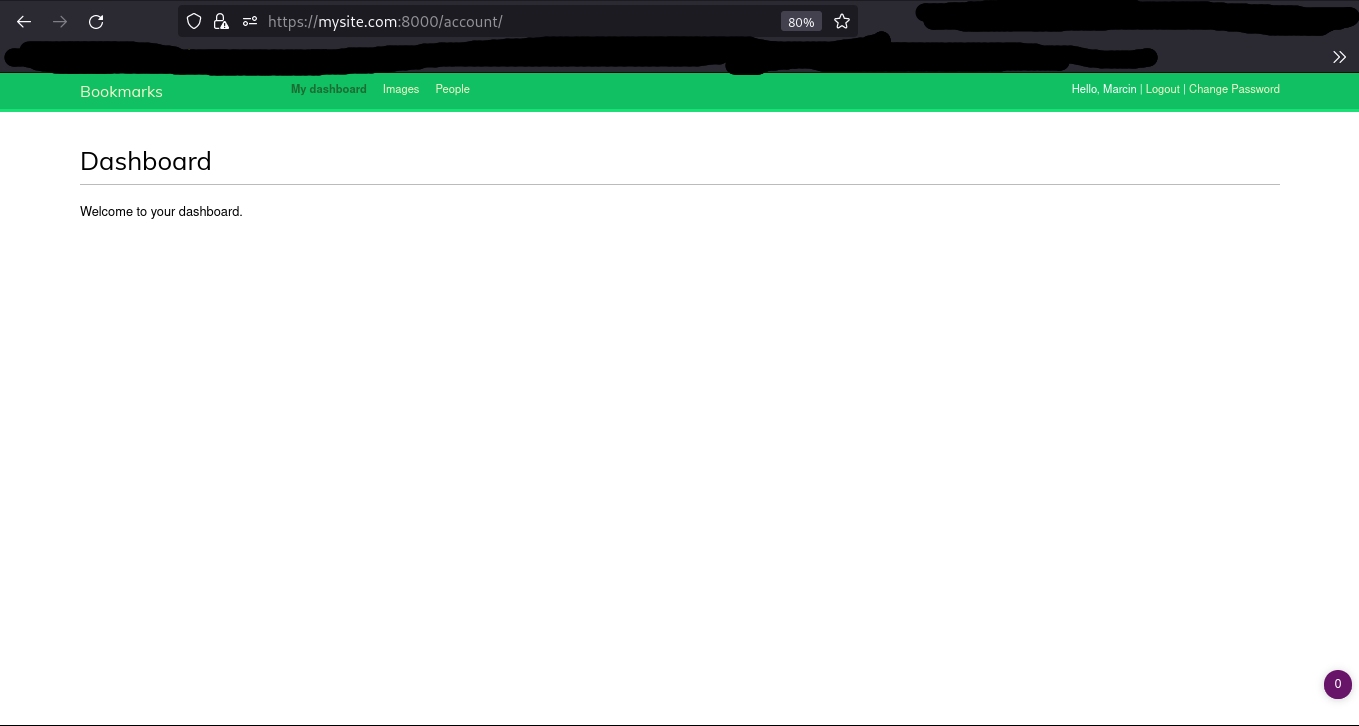 https://mysite.com:8000/account/ 80%
Bookmarks My dashboard Images People Hello, Marcin | Logout | Change Password
Dashboard
Welcome to your dashboard.
0